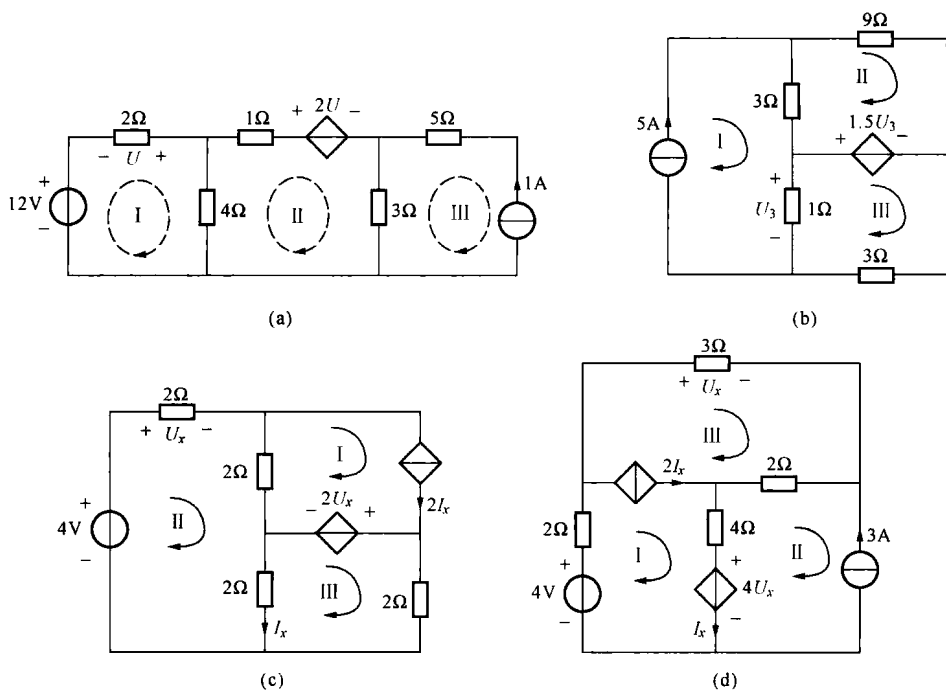 2Ω 1Ω + 2U − 5Ω
− U +
12V + −
I 4Ω II 3Ω III 1A
(a)
9Ω
II
3Ω
5A I 1.5U₃
+ −
+ U₃ − 1Ω III
3Ω
(b)
2Ω
+ Uₓ −
2Ω I
2Iₓ
4V + − II − 2Uₓ +
2Ω III 2Ω
Iₓ
(c)
3Ω
+ Uₓ −
III
2Iₓ 2Ω
2Ω 4Ω 3A
I II
4V + − + 4Uₓ −
Iₓ
(d)